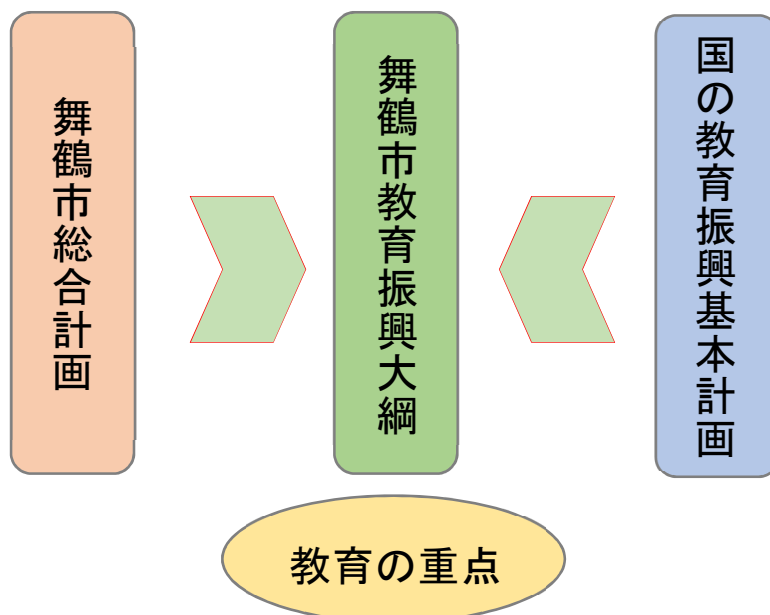 舞鶴市総合計画
舞鶴市教育振興大綱
国の教育振興基本計画
教育の重点